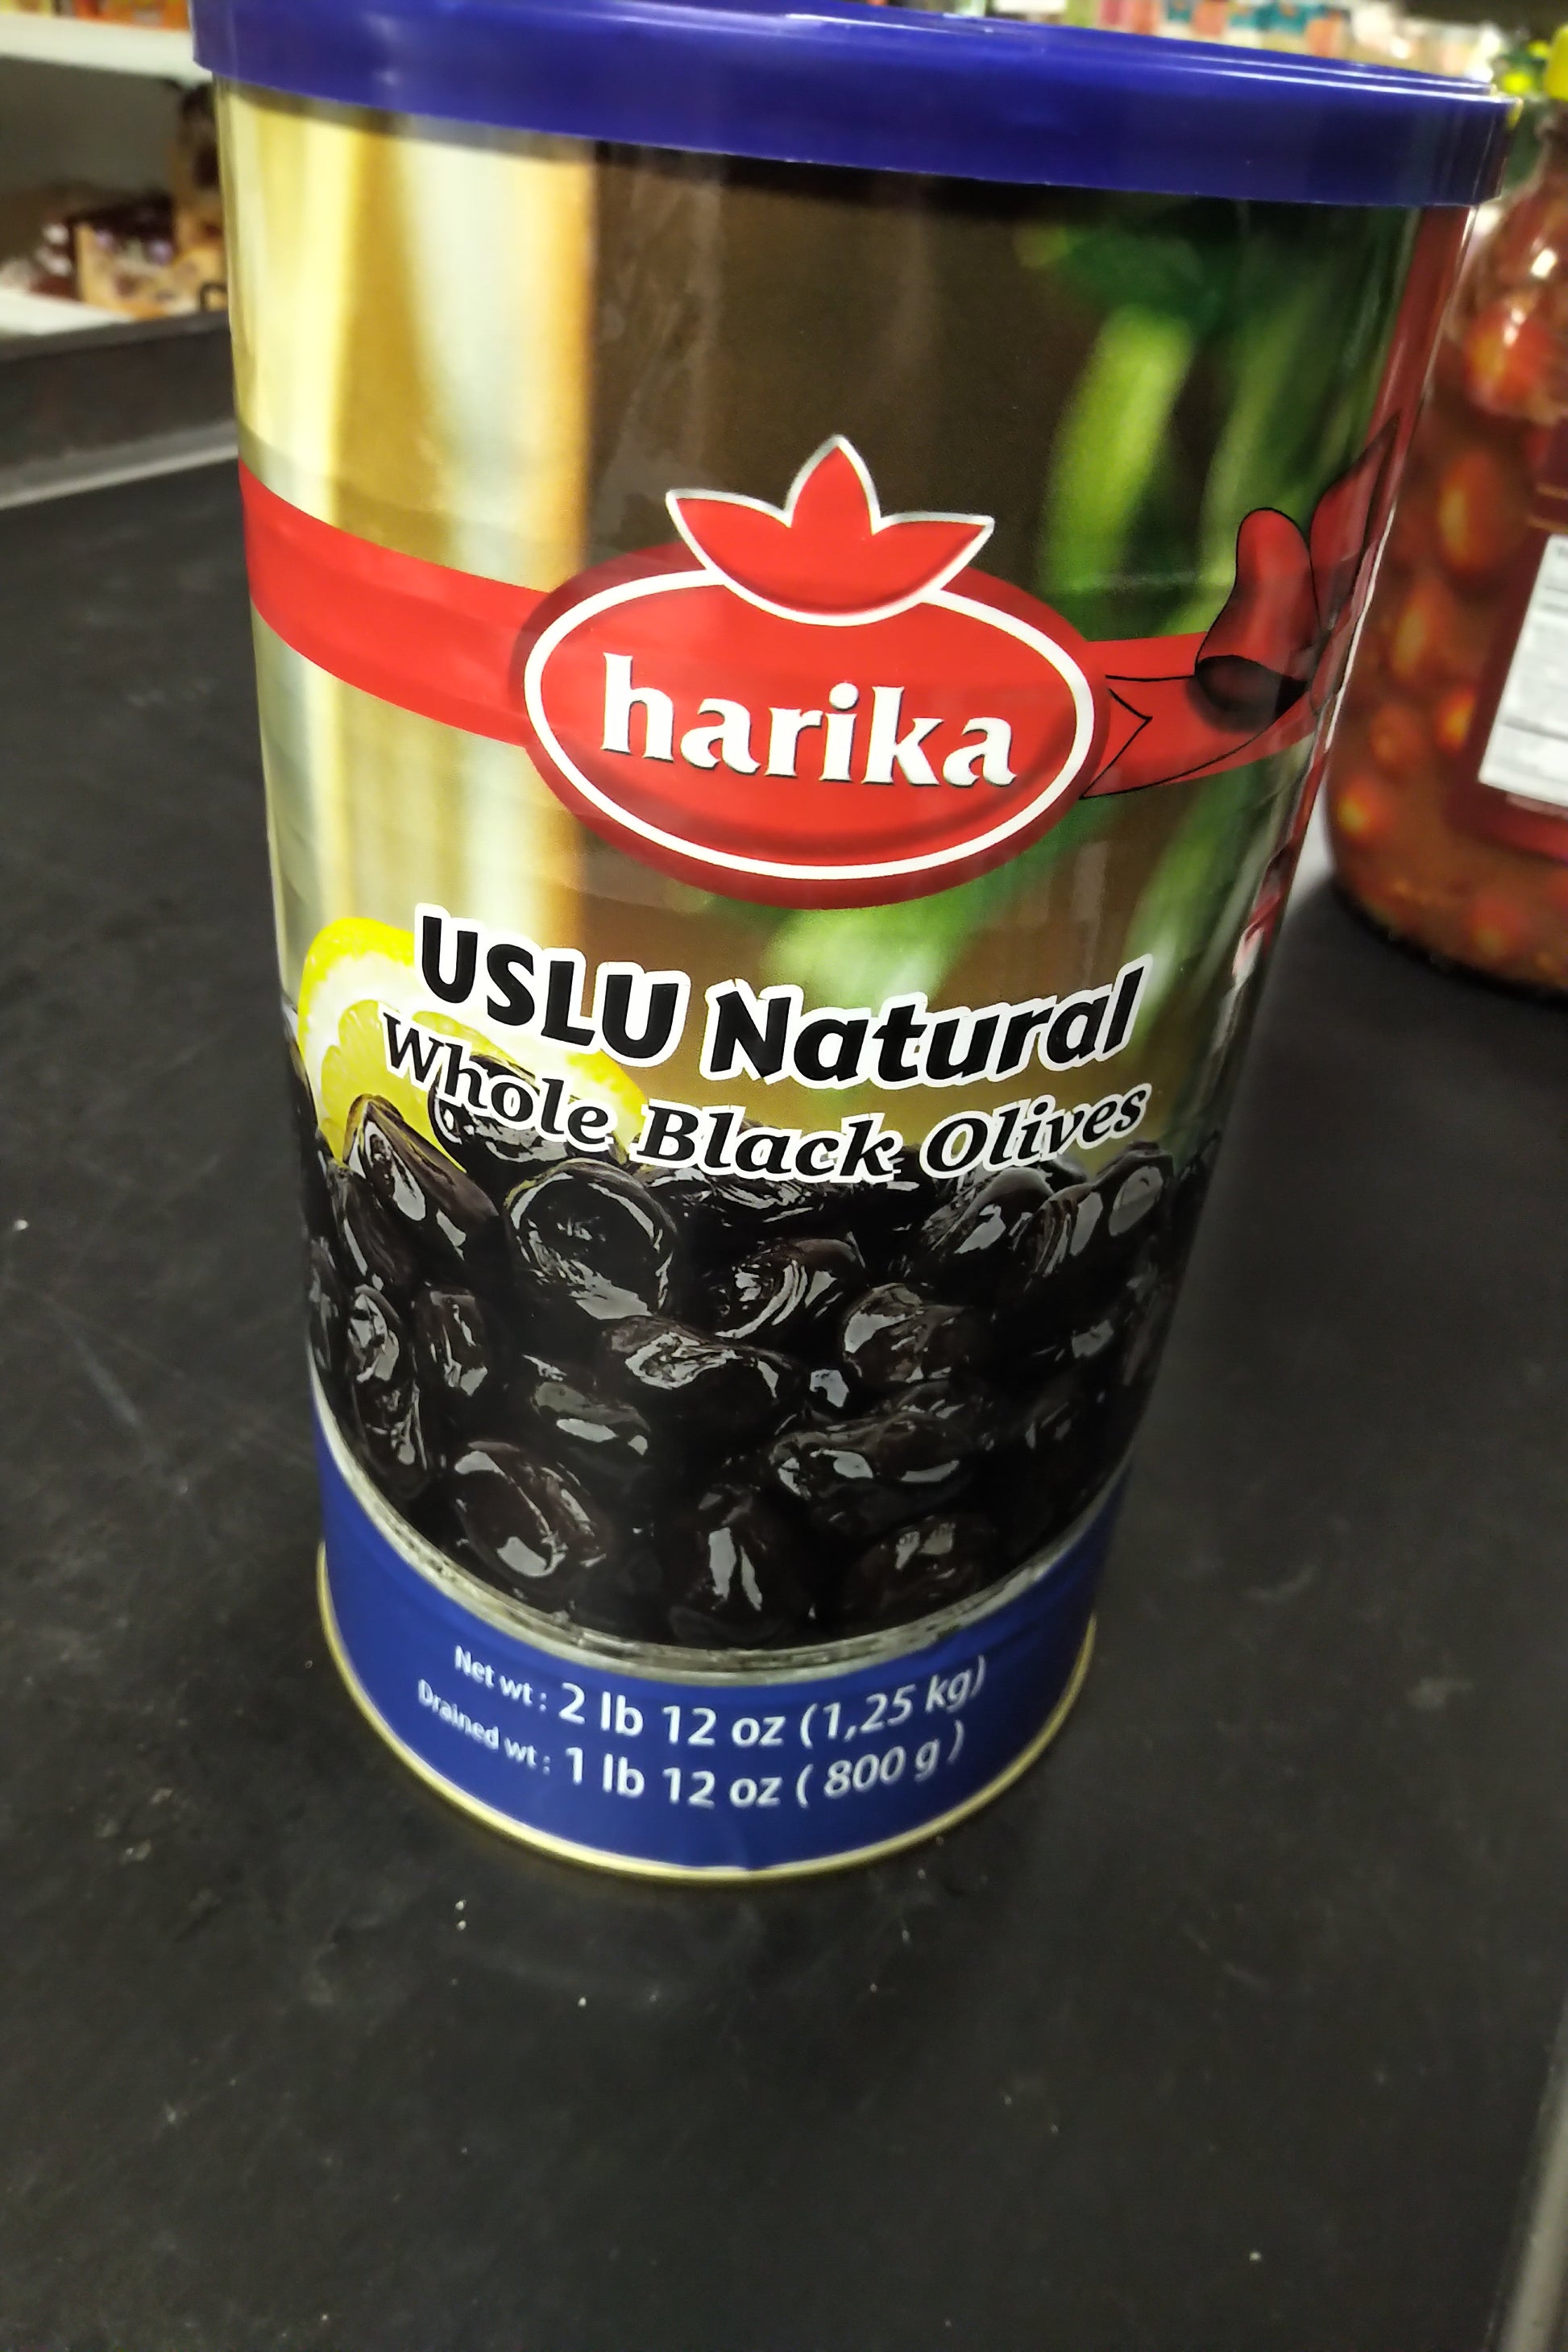 harika
USLU Natural
Whole Black Olives
Net wt : 2 lb 12 oz (1,25 kg)
Drained wt : 1 lb 12 oz ( 800 g )